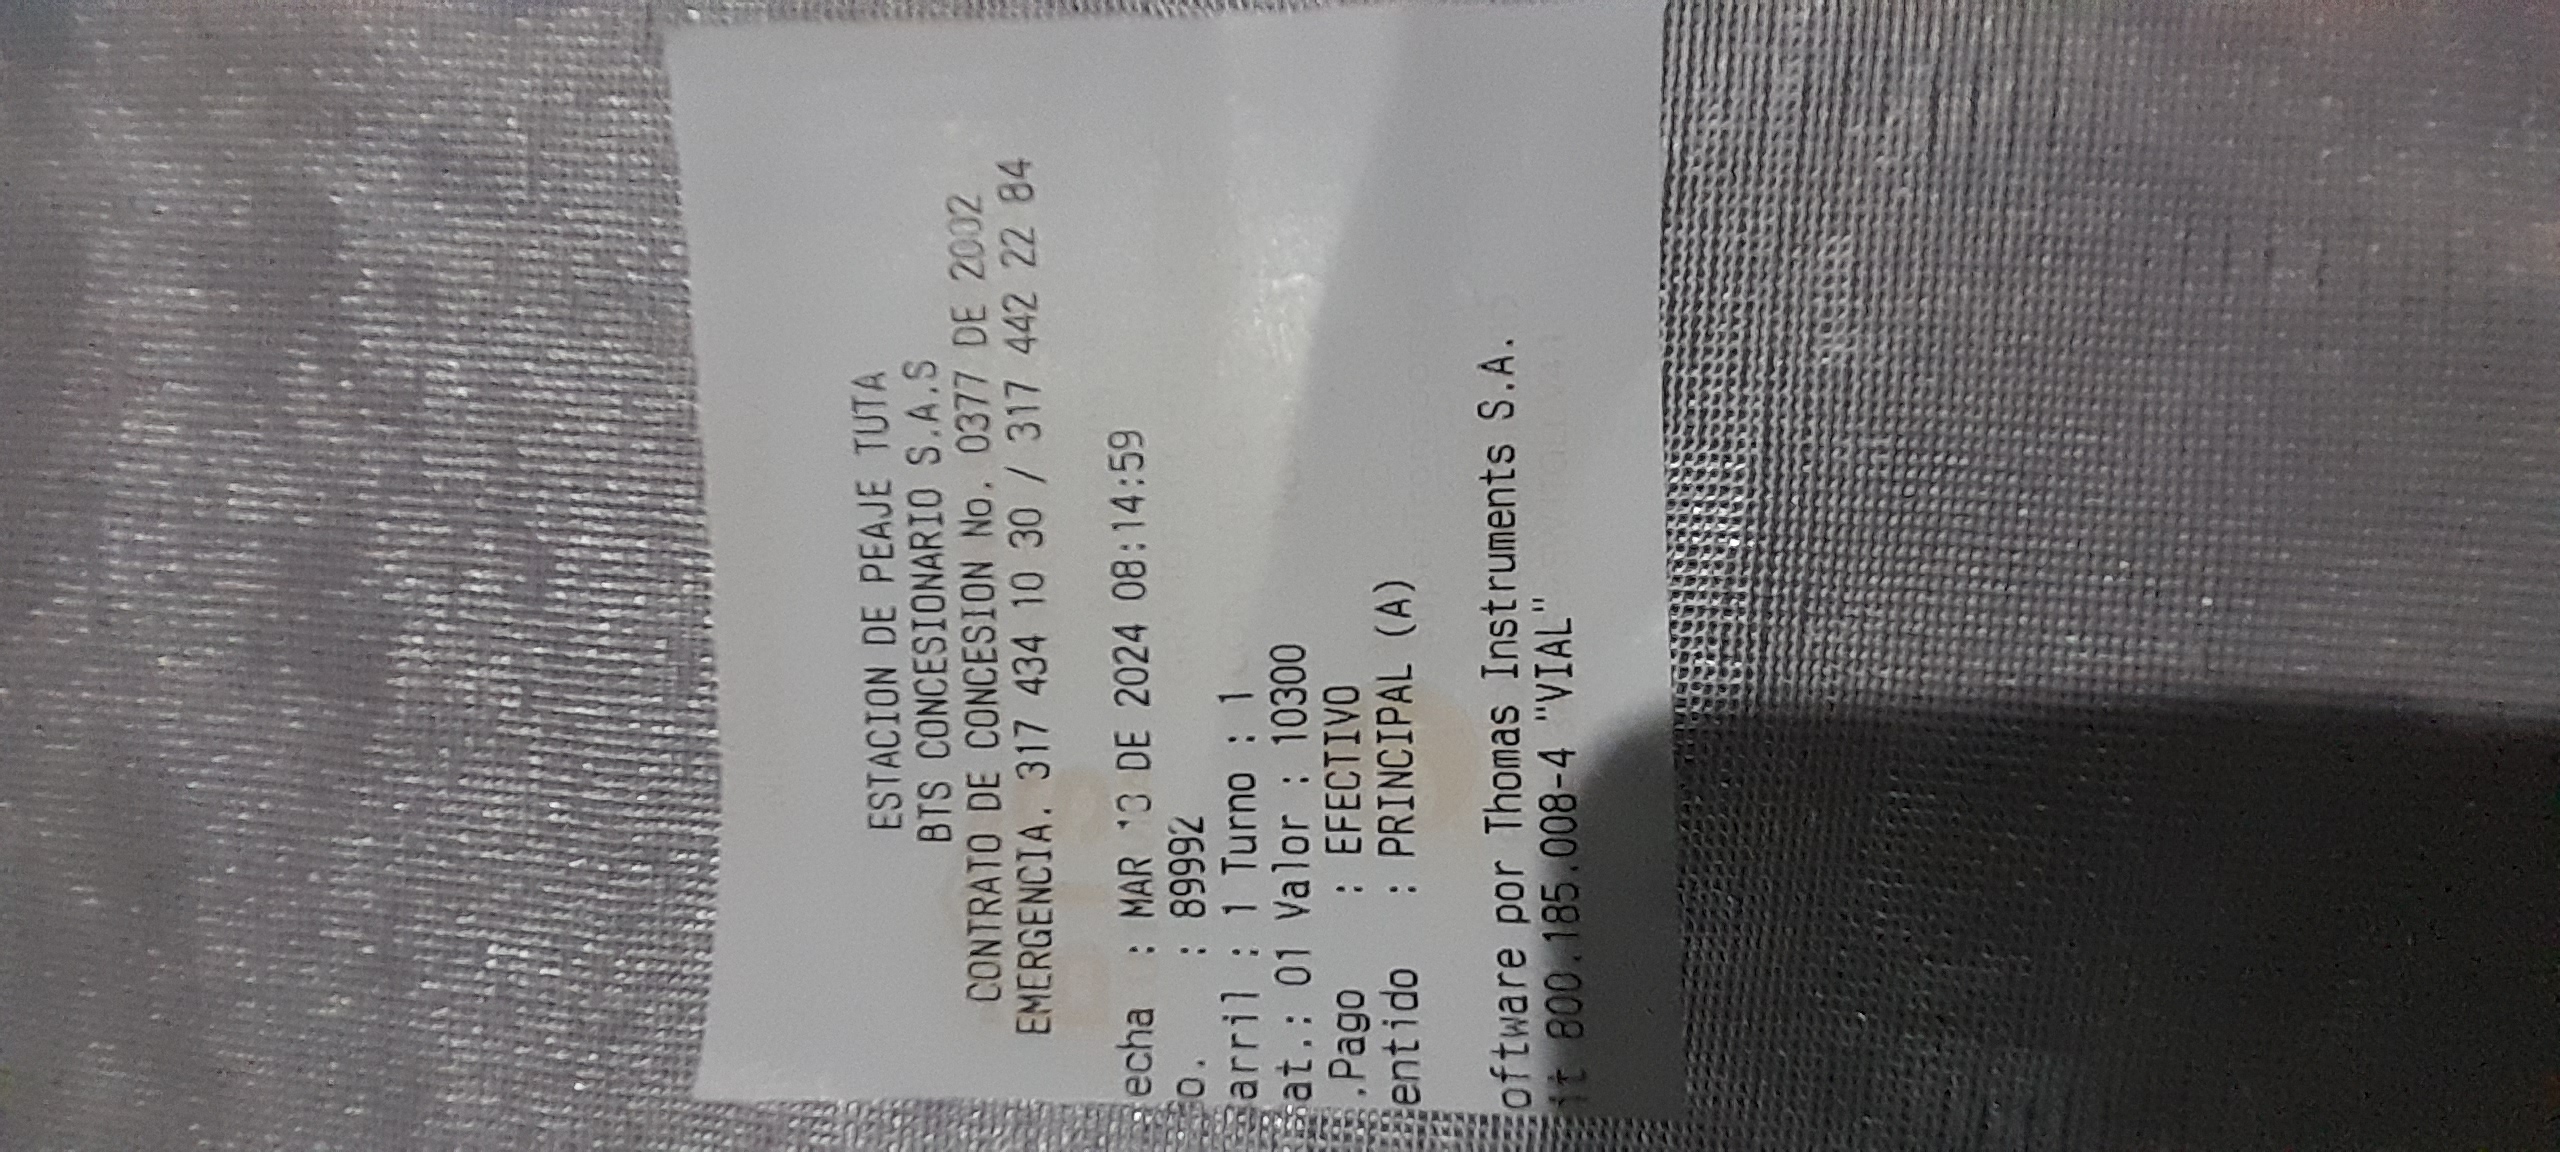 ESTACION DE PEAJE TUTA
BTS CONCESIONARIO S.A.S
CONTRATO DE CONCESION No. 0377 DE 2002
EMERGENCIA. 317 434 10 30 / 317 442 22 84
echa : MAR 13 DE 2024 08:14:59
o. : 89992
arril : 1 Turno : 1
at.: 01 Valor : 10300
.Pago : EFECTIVO
entido : PRINCIPAL (A)
oftware por Thomas Instruments S.A.
it 800.185.008-4 "VIAL"